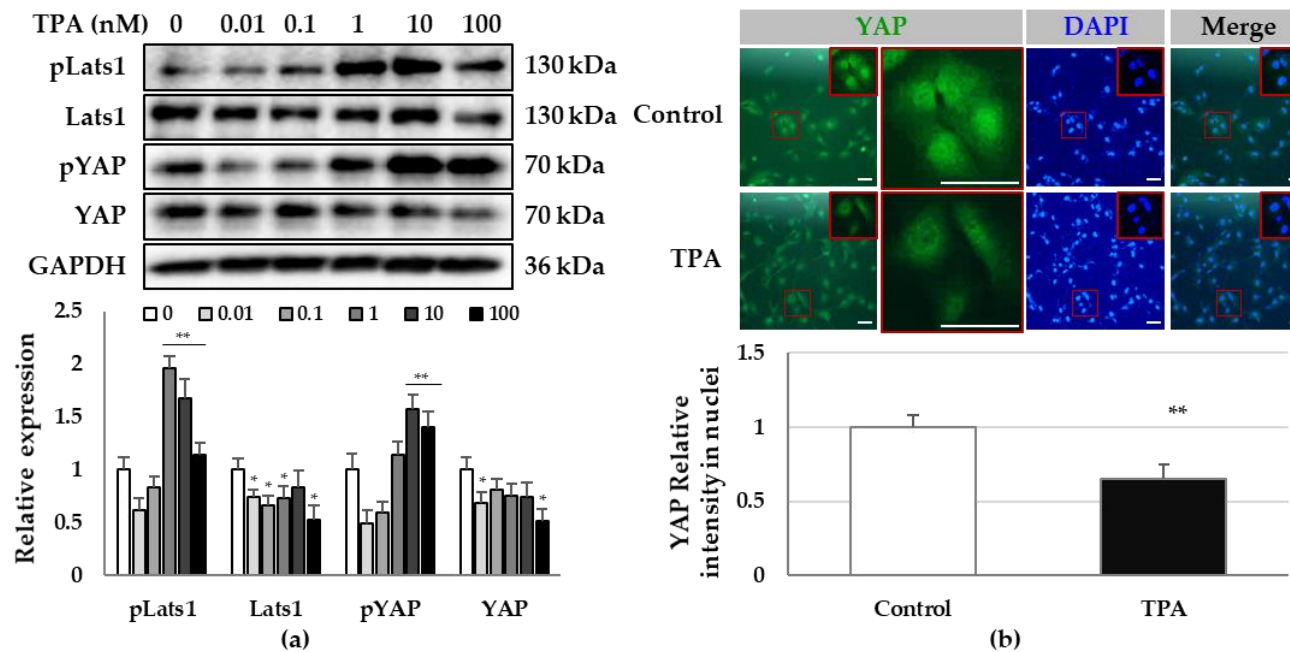 TPA (nM) 0 0.01 0.1 1 10 100
pLats1 130 kDa
Lats1 130 kDa
pYAP 70 kDa
YAP 70 kDa
GAPDH 36 kDa
0 0.01 0.1 1 10 100
Relative expression
2.5
2
1.5
1
0.5
0
**
* * * *
**
* *
pLats1 Lats1 pYAP YAP
(a)
YAP DAPI Merge
Control
TPA
YAP Relative
intensity in nuclei
1.5
1
0.5
0
**
Control TPA
(b)